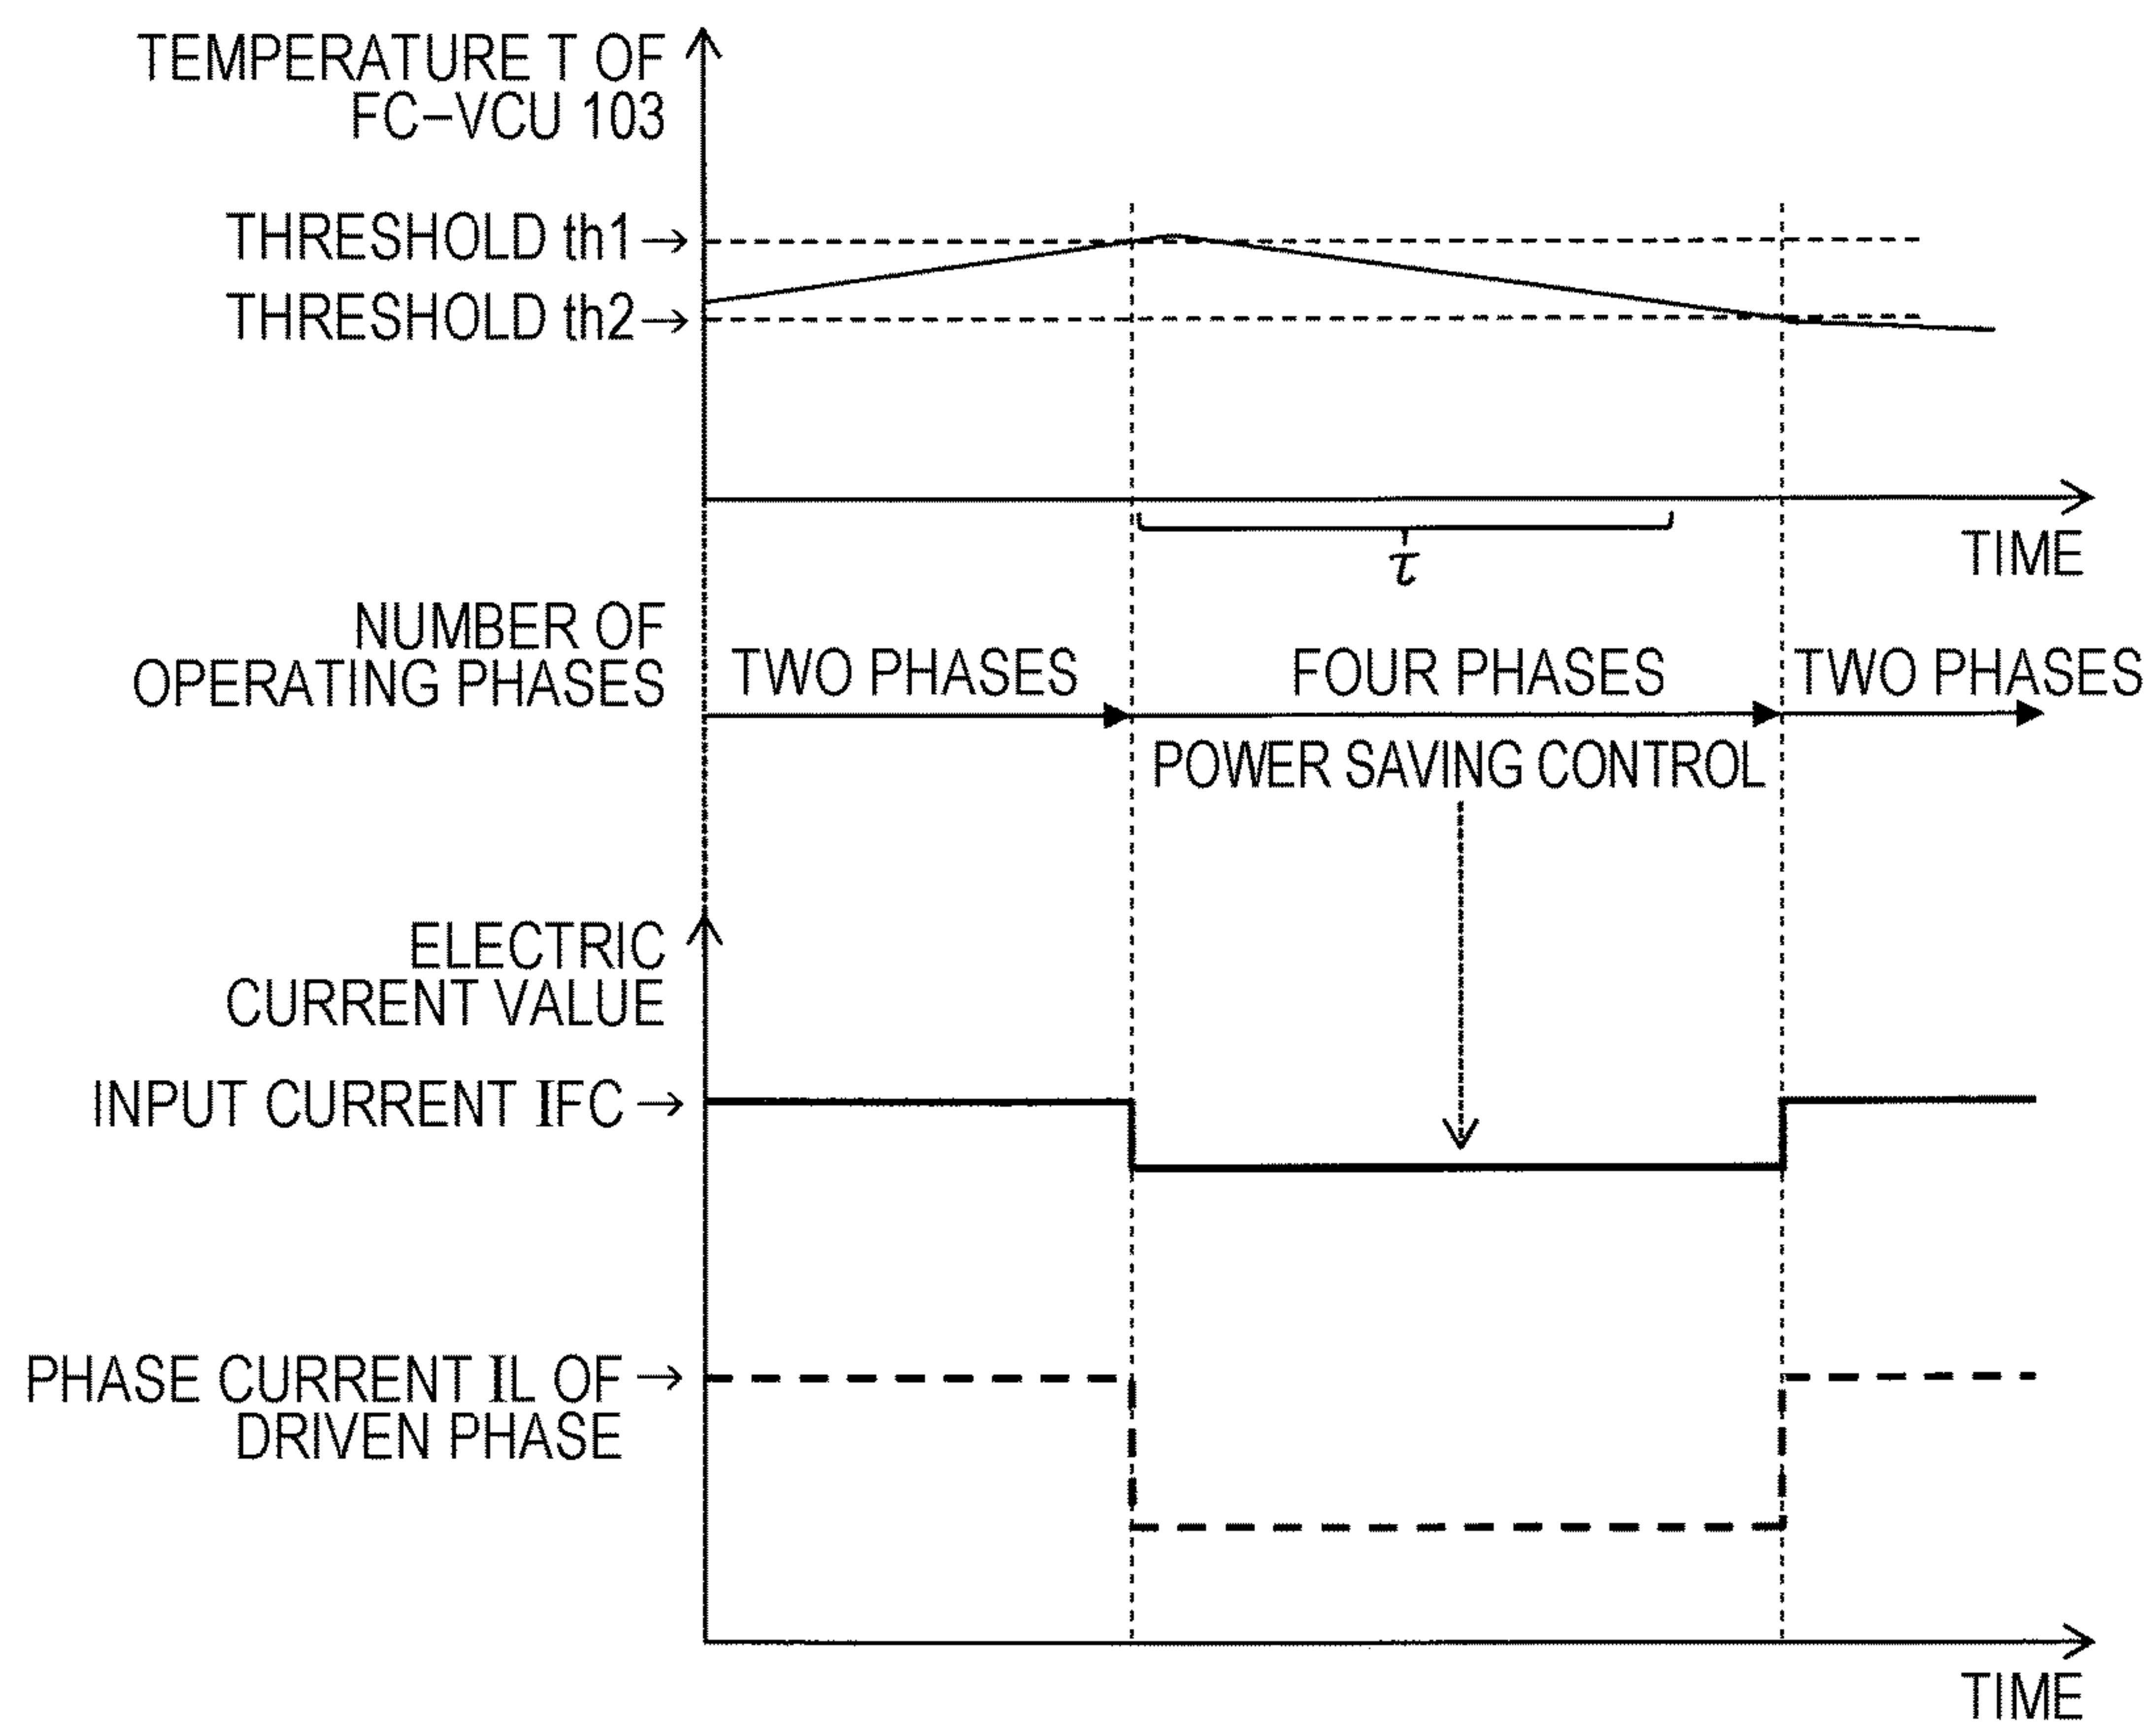 TEMPERATURE T OF
FC-VCU 103
THRESHOLD th1→
THRESHOLD th2→
TIME
τ
NUMBER OF
OPERATING PHASES
TWO PHASES
FOUR PHASES
TWO PHASES
POWER SAVING CONTROL
ELECTRIC
CURRENT VALUE
INPUT CURRENT IFC→
PHASE CURRENT IL OF→
DRIVEN PHASE
TIME